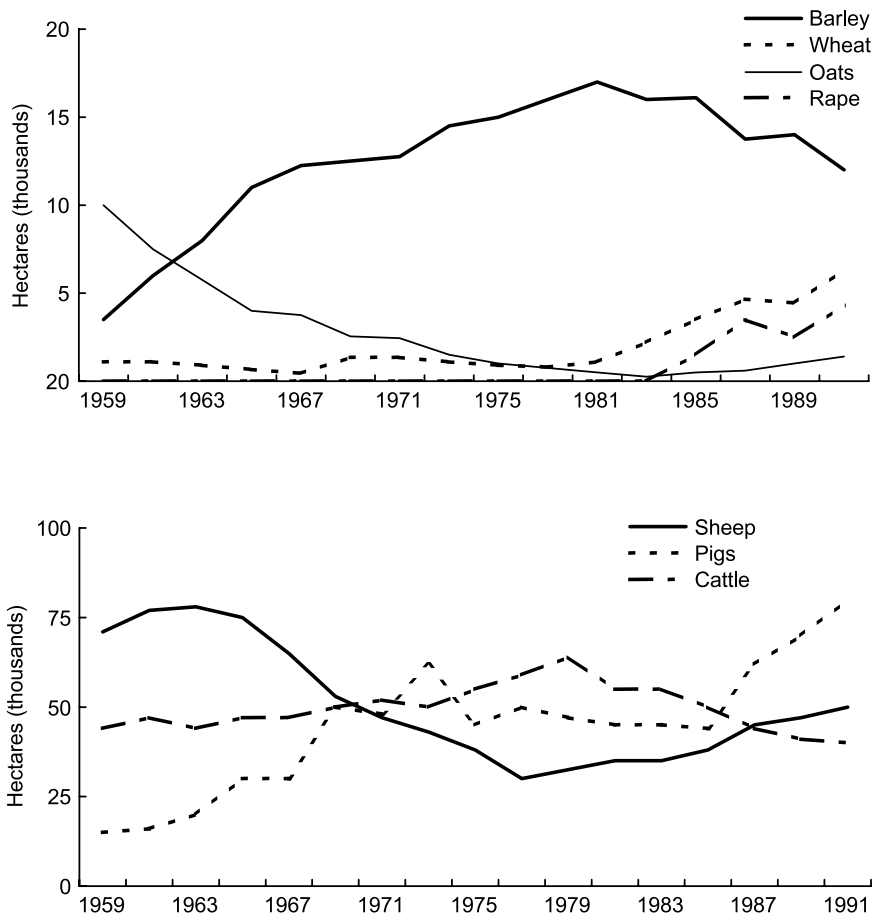 20
Barley
Wheat
Oats
Rape
15
10
5
20
Hectares (thousands)
1959 1963 1967 1971 1975 1981 1985 1989
100
Sheep
Pigs
Cattle
75
50
25
0
Hectares (thousands)
1959 1963 1967 1971 1975 1979 1983 1987 1991